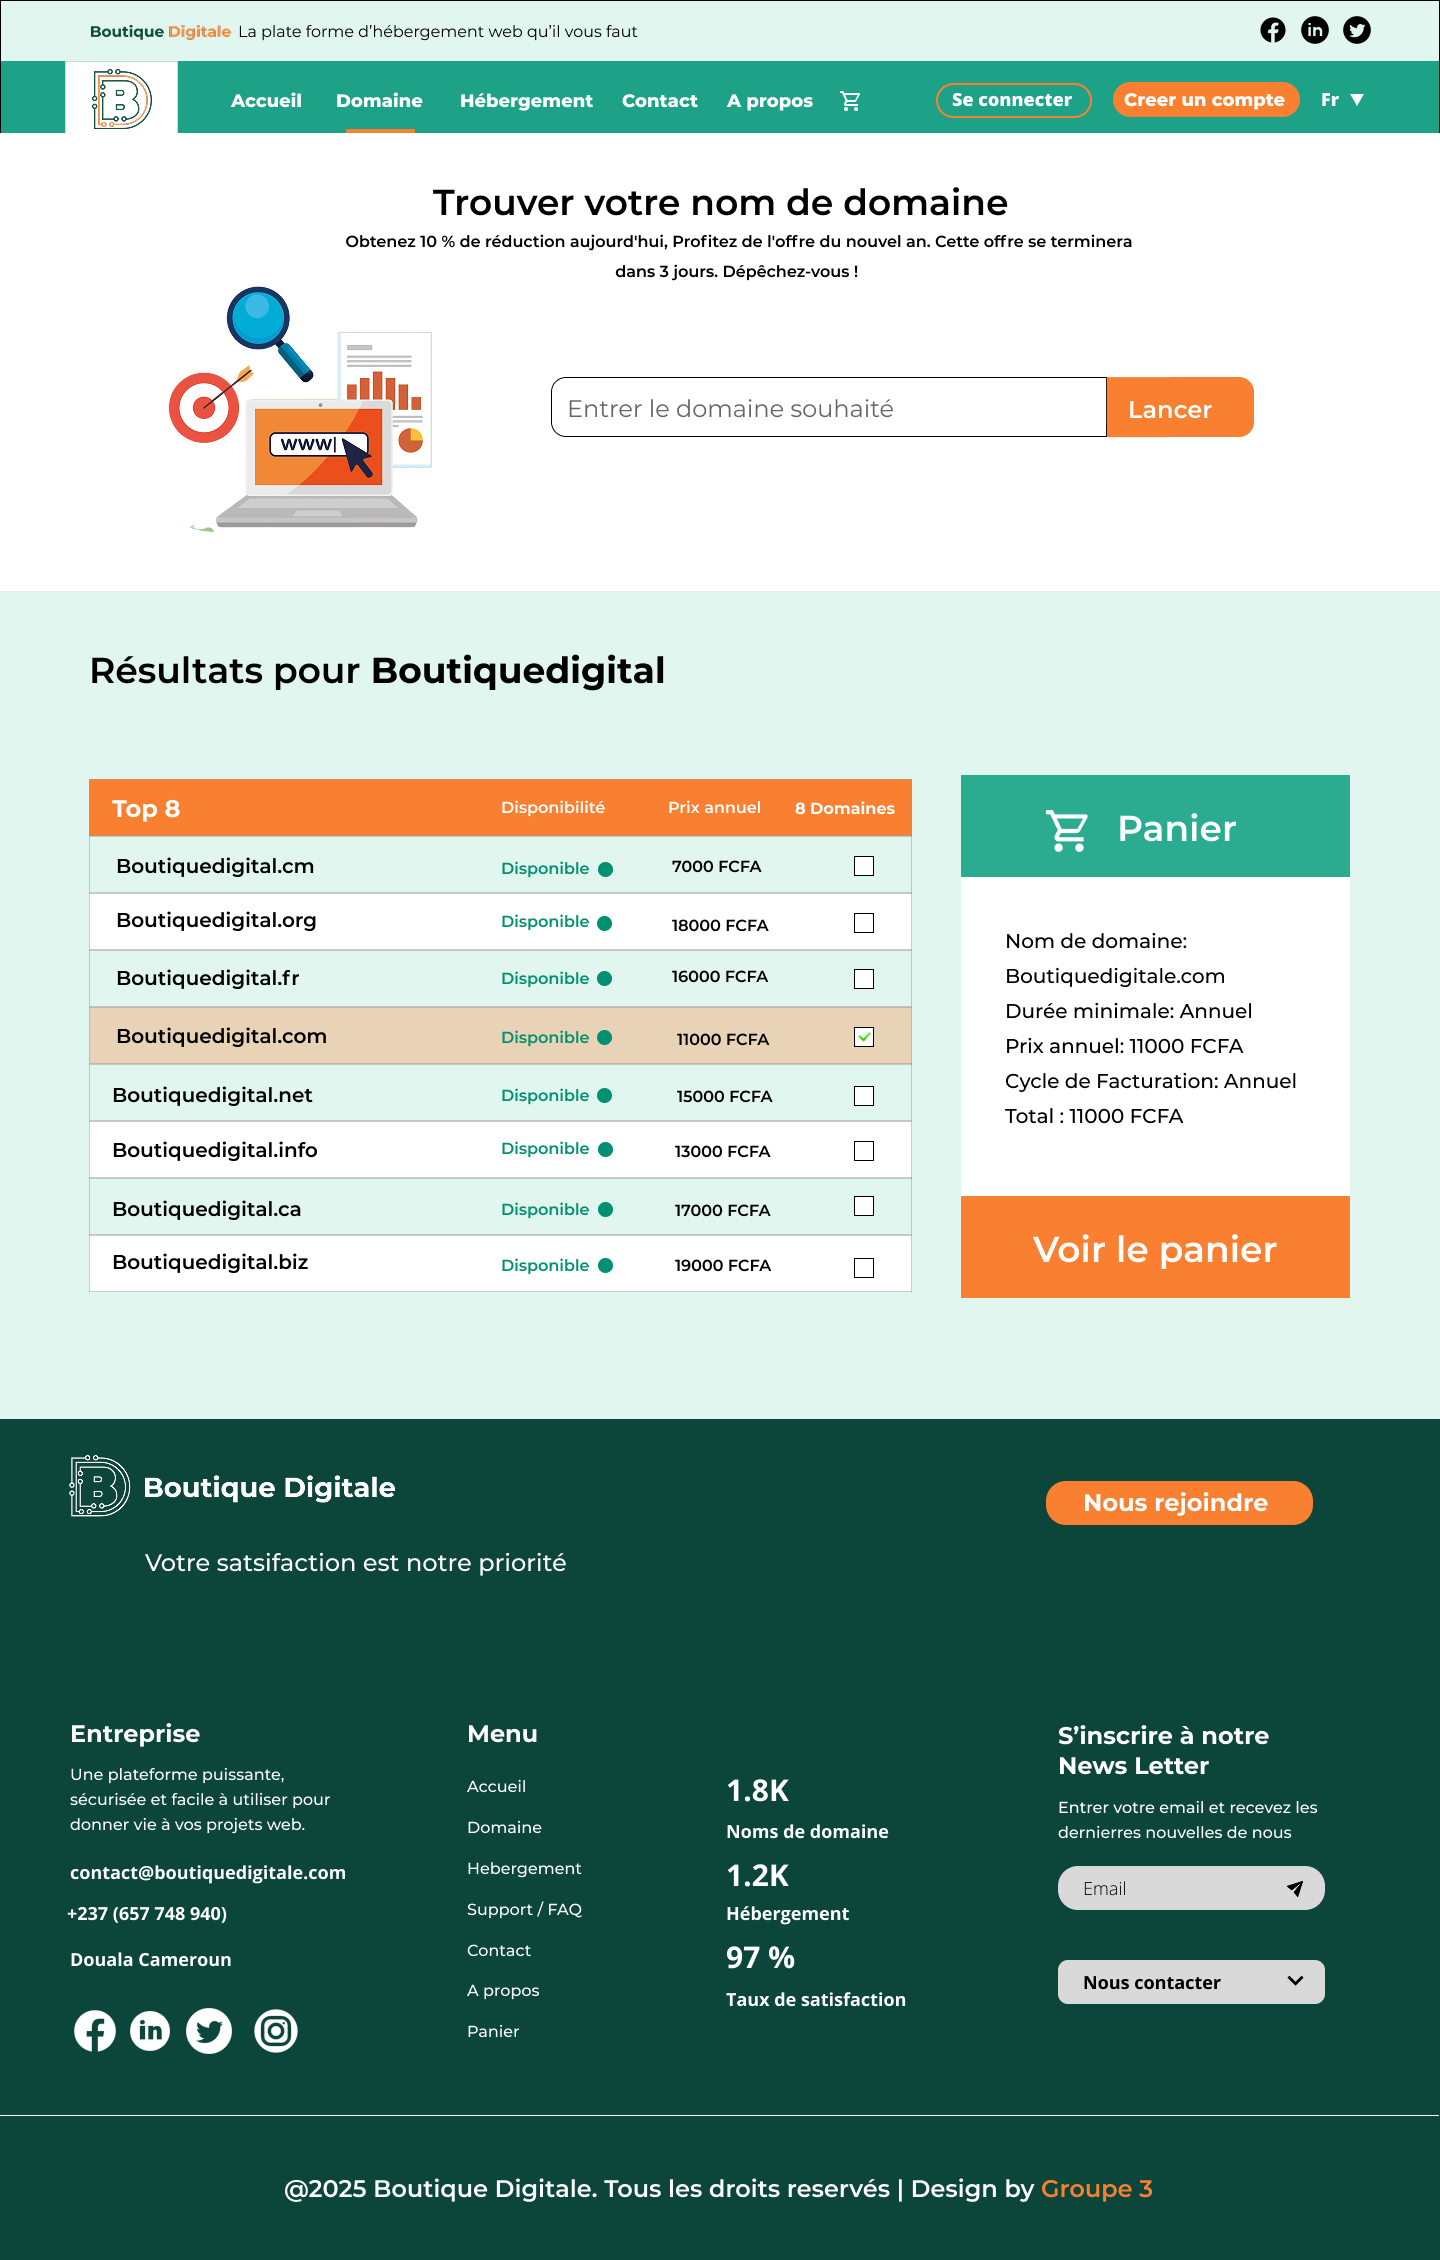 Boutique Digitale La plate forme d’hébergement web qu’il vous faut
Accueil Domaine Hébergement Contact A propos Se connecter Creer un compte Fr
Trouver votre nom de domaine
Obtenez 10 % de réduction aujourd'hui, Profitez de l'offre du nouvel an. Cette offre se terminera
dans 3 jours. Dépêchez-vous !
www
Entrer le domaine souhaité Lancer
Résultats pour Boutiquedigital
Top 8 Disponibilité Prix annuel 8 Domaines
Boutiquedigital.cm Disponible 7000 FCFA
Boutiquedigital.org Disponible 18000 FCFA
Boutiquedigital.fr Disponible 16000 FCFA
Boutiquedigital.com Disponible 11000 FCFA
Boutiquedigital.net Disponible 15000 FCFA
Boutiquedigital.info Disponible 13000 FCFA
Boutiquedigital.ca Disponible 17000 FCFA
Boutiquedigital.biz Disponible 19000 FCFA
Panier
Nom de domaine:
Boutiquedigitale.com
Durée minimale: Annuel
Prix annuel: 11000 FCFA
Cycle de Facturation: Annuel
Total : 11000 FCFA
Voir le panier
Boutique Digitale
Votre satsifaction est notre priorité
Nous rejoindre
Entreprise
Une plateforme puissante,
sécurisée et facile à utiliser pour
donner vie à vos projets web.
contact@boutiquedigitale.com
+237 (657 748 940)
Douala Cameroun
Menu
Accueil
Domaine
Hebergement
Support / FAQ
Contact
A propos
Panier
1.8K
Noms de domaine
1.2K
Hébergement
97 %
Taux de satisfaction
S’inscrire à notre
News Letter
Entrer votre email et recevez les
dernierres nouvelles de nous
Email
Nous contacter
@2025 Boutique Digitale. Tous les droits reservés | Design by Groupe 3